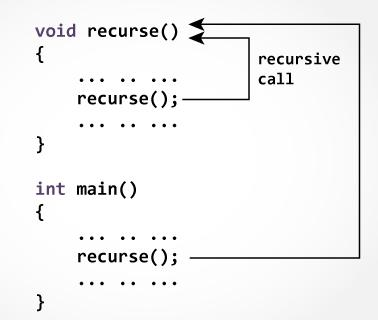 void recurse()
{
... .. ...
recurse();
... .. ...
}
recursive
call
int main()
{
... .. ...
recurse();
... .. ...
}